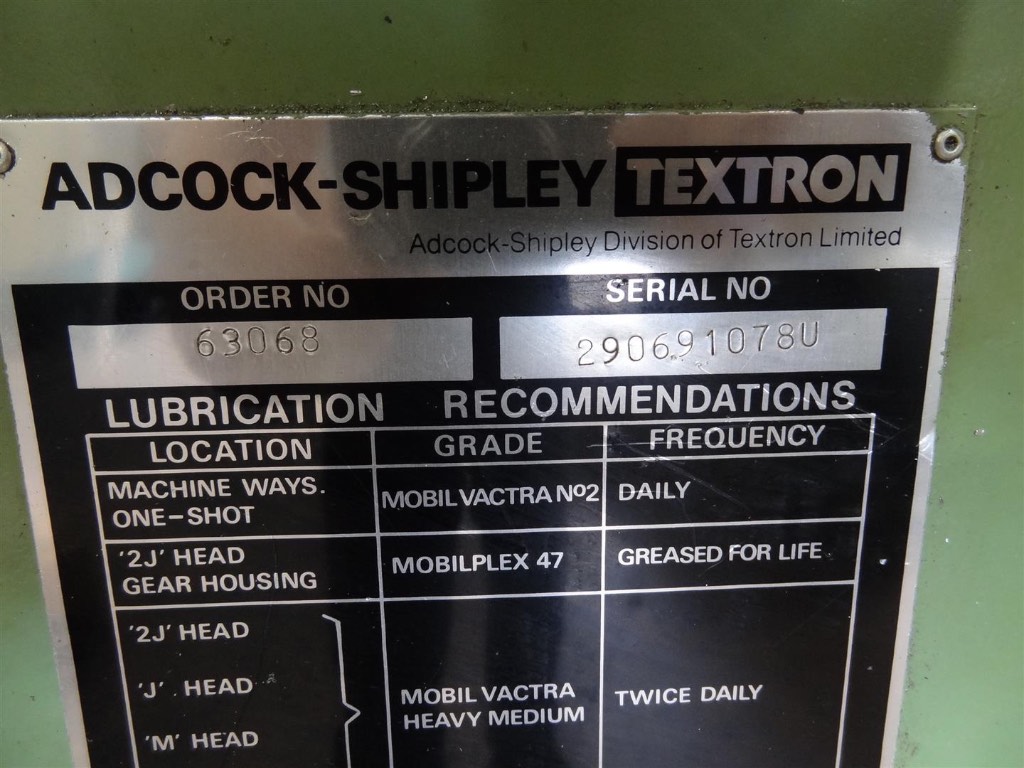 ADCOCK-SHIPLEY TEXTRON
Adcock-Shipley Division of Textron Limited
ORDER NO SERIAL NO
63068 290691078U
LUBRICATION RECOMMENDATIONS
LOCATION GRADE FREQUENCY
MACHINE WAYS.
ONE-SHOT
MOBIL VACTRA Nº2 DAILY
'2J' HEAD
GEAR HOUSING
MOBILPLEX 47 GREASED FOR LIFE
'2J' HEAD
'J' HEAD
'M' HEAD
MOBIL VACTRA
HEAVY MEDIUM
TWICE DAILY